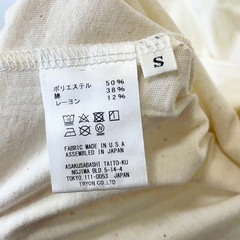 S
ポリエステル 50%
綿 38%
レーヨン 12%
FABRIC MADE IN U.S.A
ASSEMBLED IN JAPAN
ASAKUSABASHI TAITO-KU
NOJIMA BLD 5-14-4
TOKYO 111-0053 JAPAN
TRYON CO.,LTD